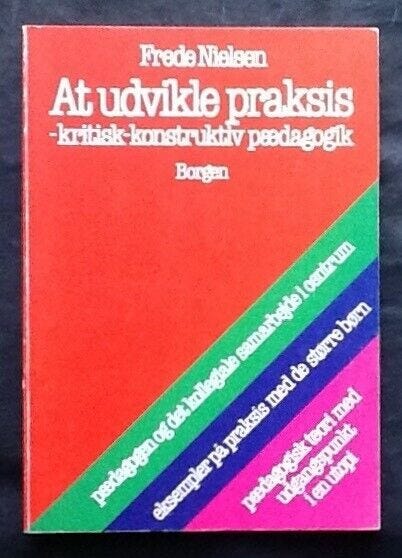 Frede Nielsen
At udvikle praksis
-kritisk-konstruktiv pædagogik
Borgen
pædagogen og det kollegiale samarbejde i centrum
eksempler på praksis med de større børn
pædagogisk teori med
udgangspunkt
i en utopi